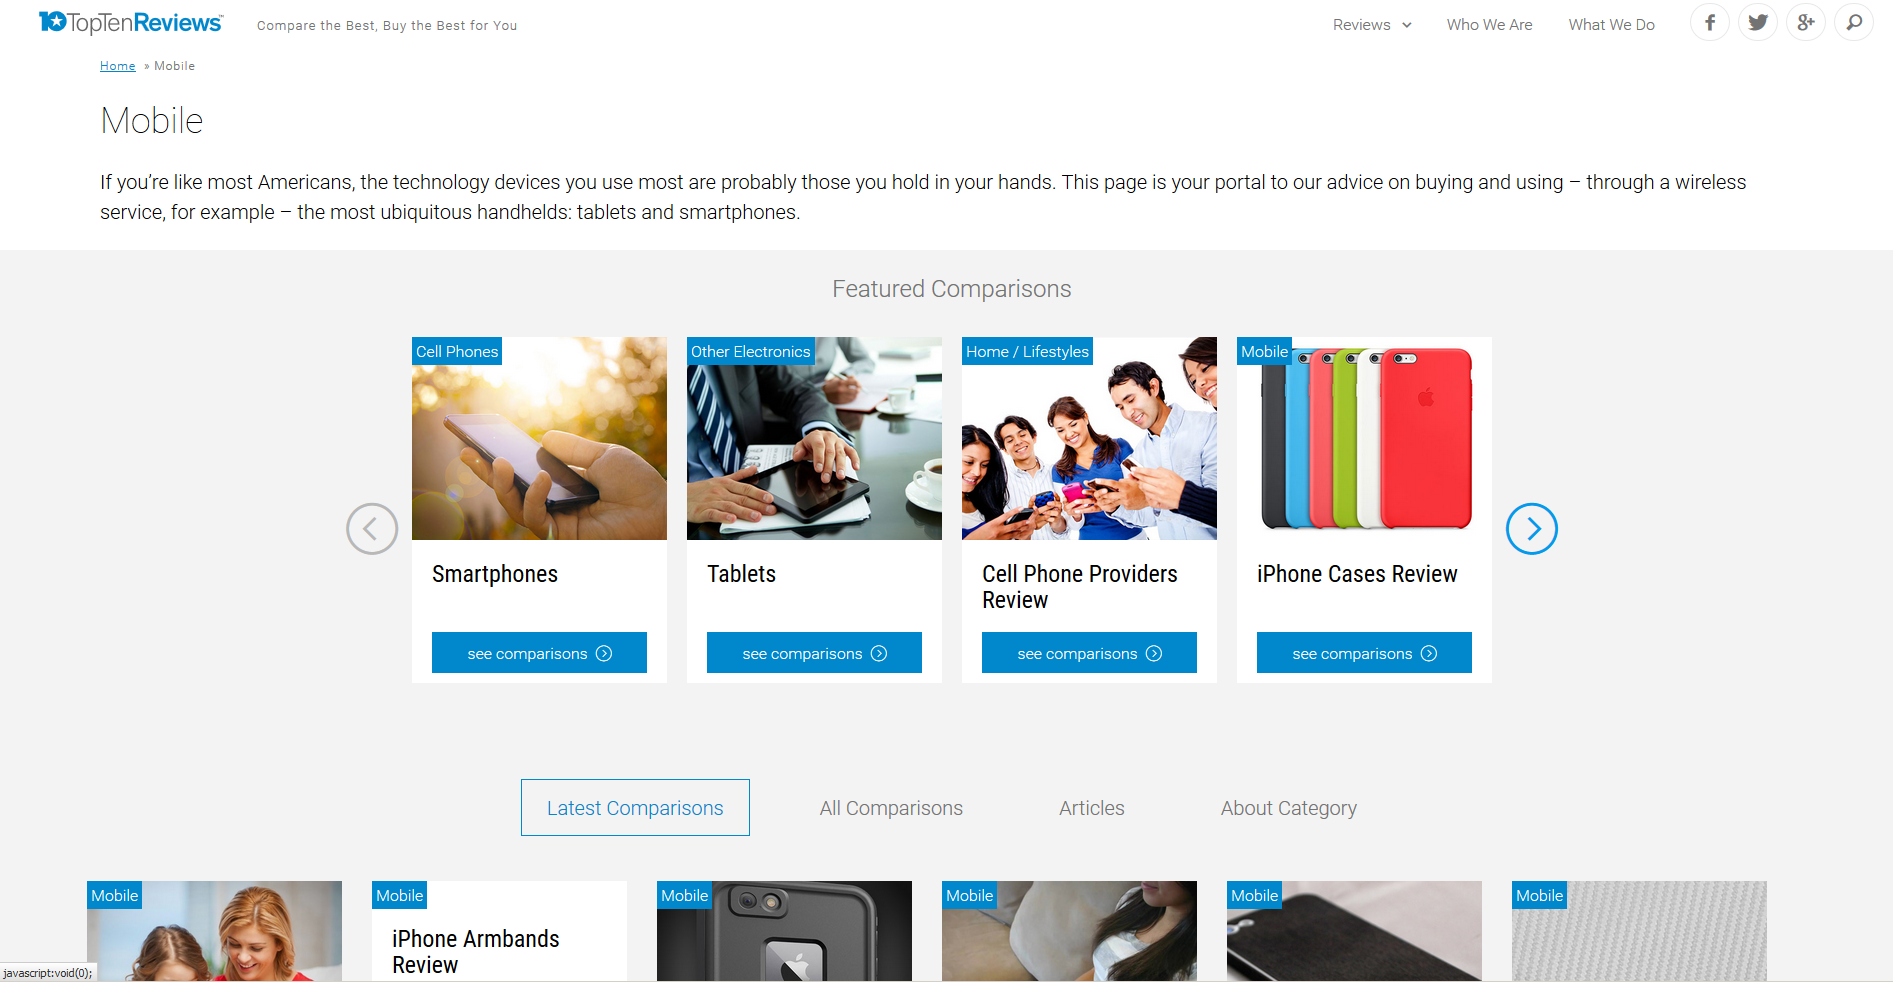 10TopTenReviews™
Compare the Best, Buy the Best for You
Reviews
Who We Are
What We Do
Home » Mobile
Mobile
If you’re like most Americans, the technology devices you use most are probably those you hold in your hands. This page is your portal to our advice on buying and using – through a wireless
service, for example – the most ubiquitous handhelds: tablets and smartphones.
Featured Comparisons
Cell Phones
Other Electronics
Home / Lifestyles
Mobile
Smartphones
Tablets
Cell Phone Providers
Review
iPhone Cases Review
see comparisons
see comparisons
see comparisons
see comparisons
Latest Comparisons
All Comparisons
Articles
About Category
Mobile
Mobile
Mobile
Mobile
Mobile
Mobile
iPhone Armbands
Review
javascript:void(0);